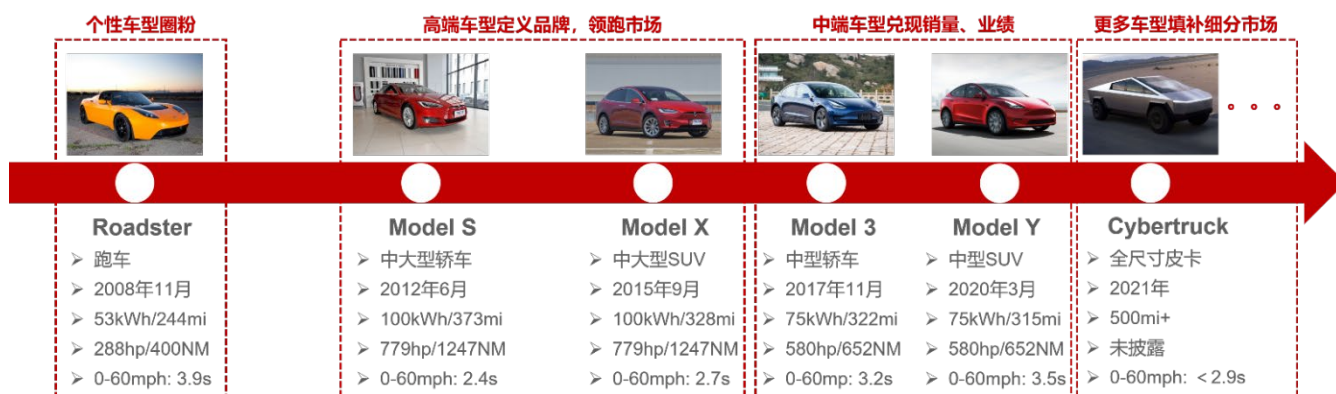 个性车型圈粉
高端车型定义品牌，领跑市场
中端车型兑现销量、业绩
更多车型填补细分市场
Roadster
➢ 跑车
➢ 2008年11月
➢ 53kWh/244mi
➢ 288hp/400NM
➢ 0-60mph: 3.9s
Model S
➢ 中大型轿车
➢ 2012年6月
➢ 100kWh/373mi
➢ 779hp/1247NM
➢ 0-60mph: 2.4s
Model X
➢ 中大型SUV
➢ 2015年9月
➢ 100kWh/328mi
➢ 779hp/1247NM
➢ 0-60mph: 2.7s
Model 3
➢ 中型轿车
➢ 2017年11月
➢ 75kWh/322mi
➢ 580hp/652NM
➢ 0-60mp: 3.2s
Model Y
➢ 中型SUV
➢ 2020年3月
➢ 75kWh/315mi
➢ 580hp/652NM
➢ 0-60mph: 3.5s
Cybertruck
➢ 全尺寸皮卡
➢ 2021年
➢ 500mi+
➢ 未披露
➢ 0-60mph: ＜2.9s